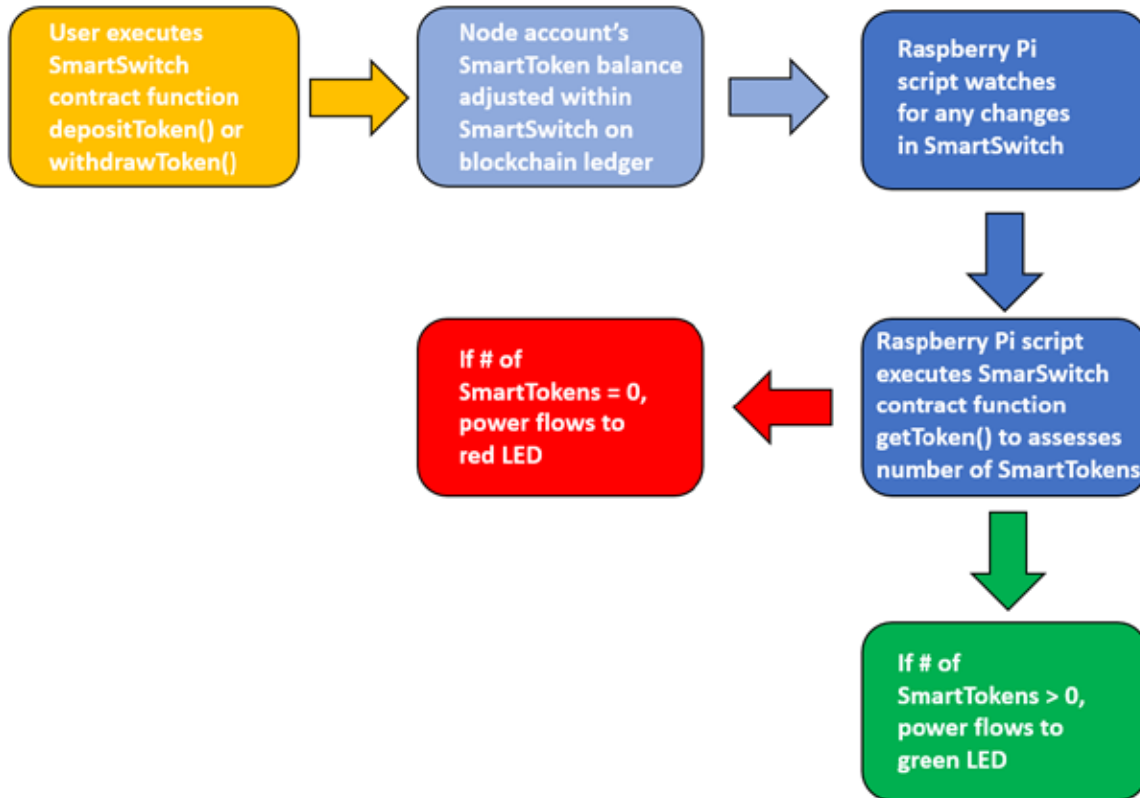 User executes
SmartSwitch
contract function
depositToken() or
withdrawToken()
Node account's
SmartToken balance
adjusted within
SmartSwitch on
blockchain ledger
Raspberry Pi
script watches
for any changes
in SmartSwitch
If # of
SmartTokens = 0,
power flows to
red LED
Raspberry Pi script
executes SmarSwitch
contract function
getToken() to assesses
number of SmartTokens
If # of
SmartTokens > 0,
power flows to
green LED